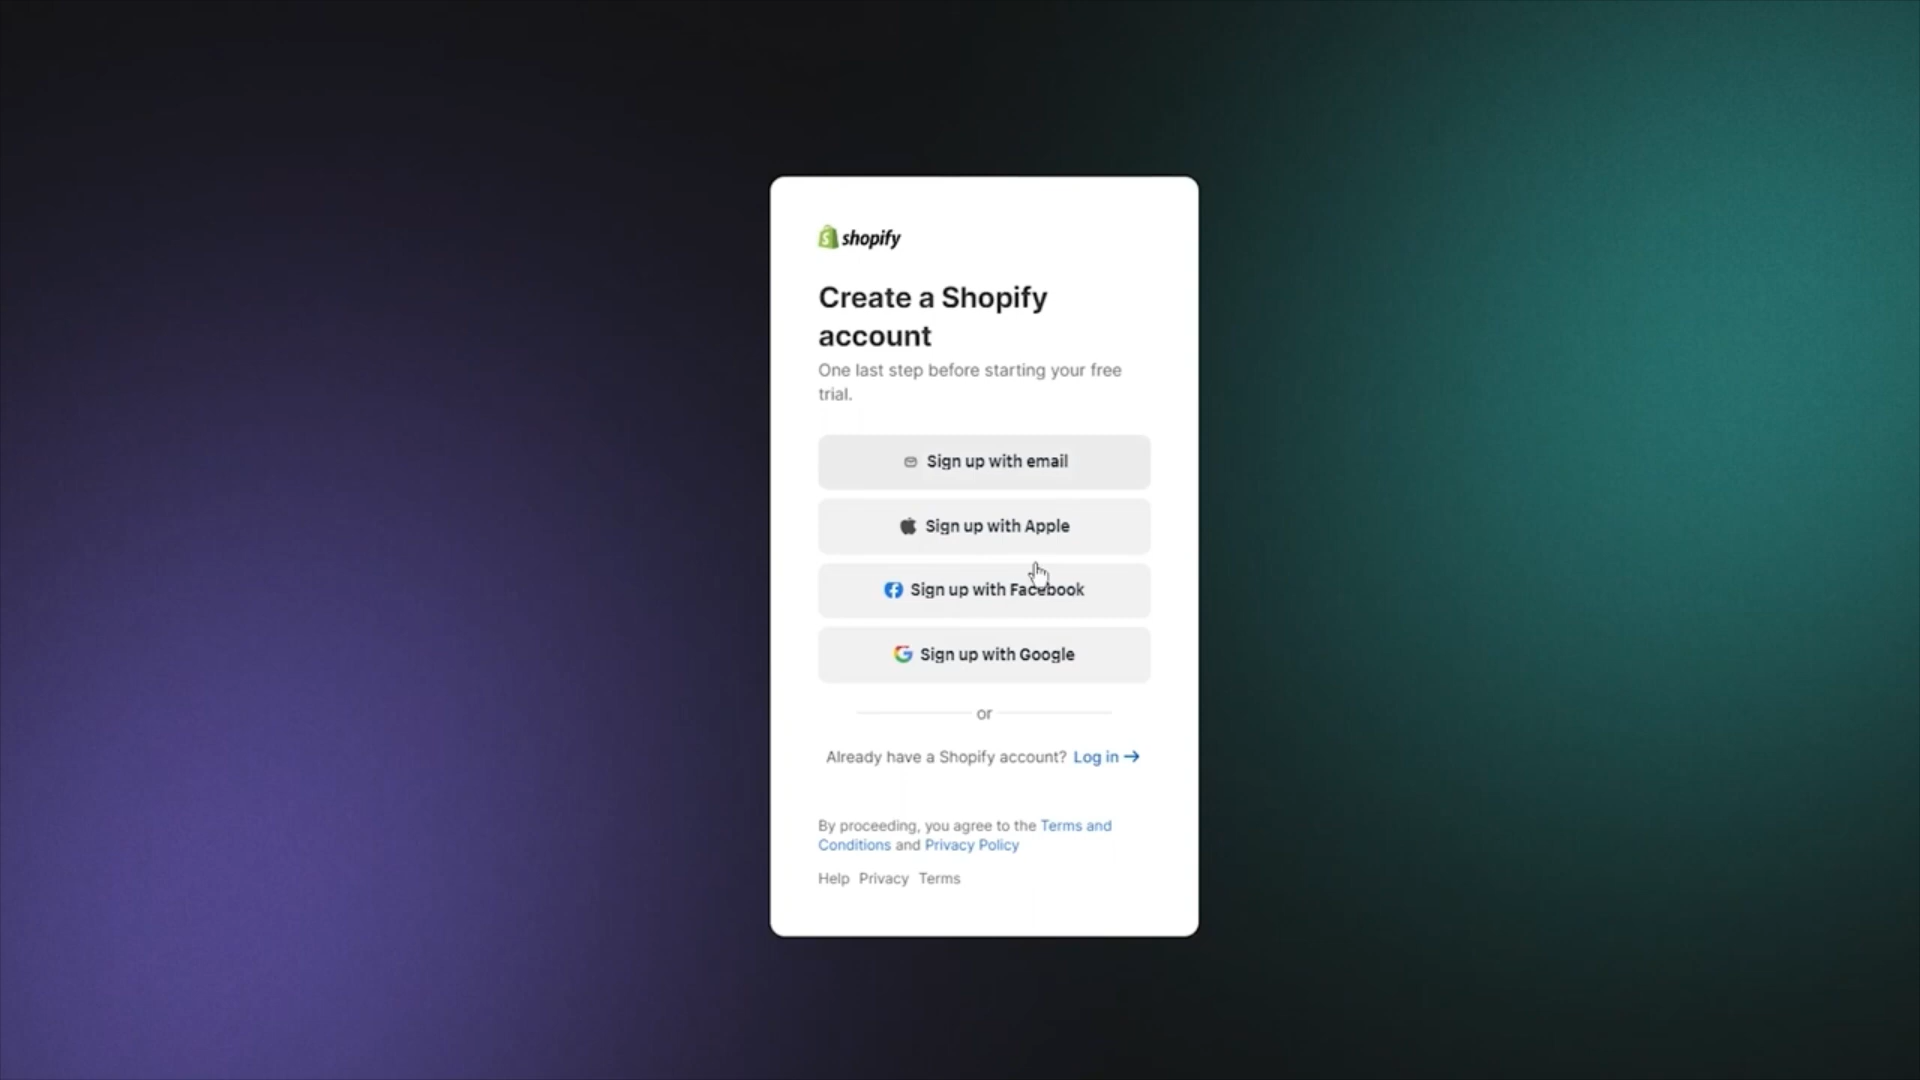 shopify
Create a Shopify
account
One last step before starting your free
trial.
Sign up with email
Sign up with Apple
Sign up with Facebook
Sign up with Google
or
Already have a Shopify account? Log in →
By proceeding, you agree to the Terms and
Conditions and Privacy Policy
Help Privacy Terms